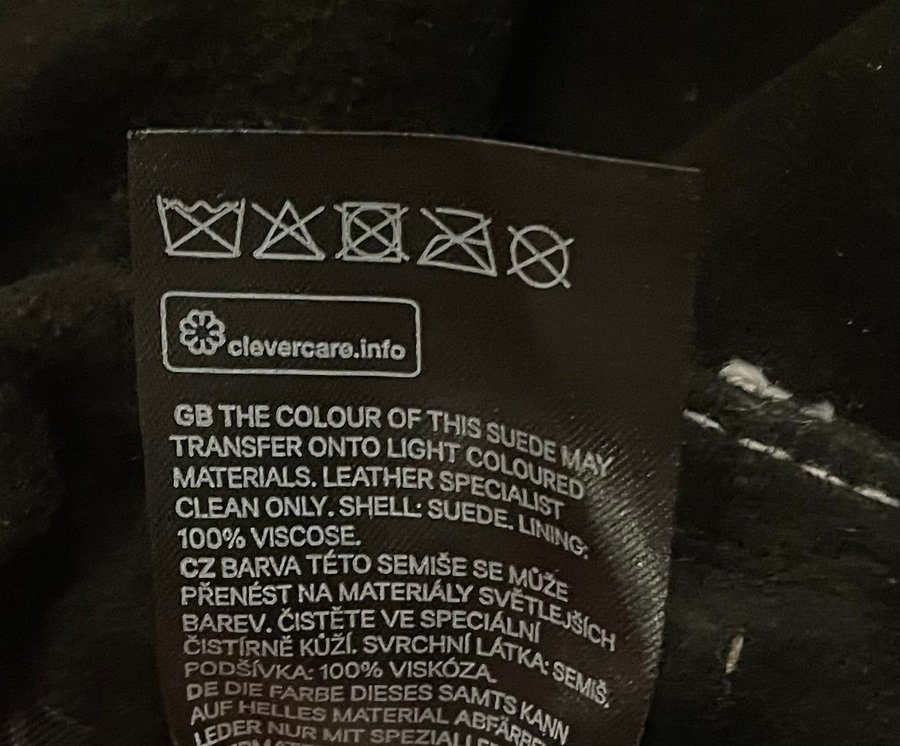 clevercare.info
GB THE COLOUR OF THIS SUEDE MAY
TRANSFER ONTO LIGHT COLOURED
MATERIALS. LEATHER SPECIALIST
CLEAN ONLY. SHELL: SUEDE. LINING:
100% VISCOSE.
CZ BARVA TÉTO SEMIŠE SE MŮŽE
PŘENÉST NA MATERIÁLY SVĚTLEJŠÍCH
BAREV. ČISTĚTE VE SPECIÁLNÍ
ČISTÍRNĚ KŮŽÍ. SVRCHNÍ LÁTKA: SEMIŠ.
PODŠÍVKA: 100% VISKÓZA.
DE DIE FARBE DIESES SAMTS KANN
AUF HELLES MATERIAL ABFÄRBEN
LEDER NUR MIT